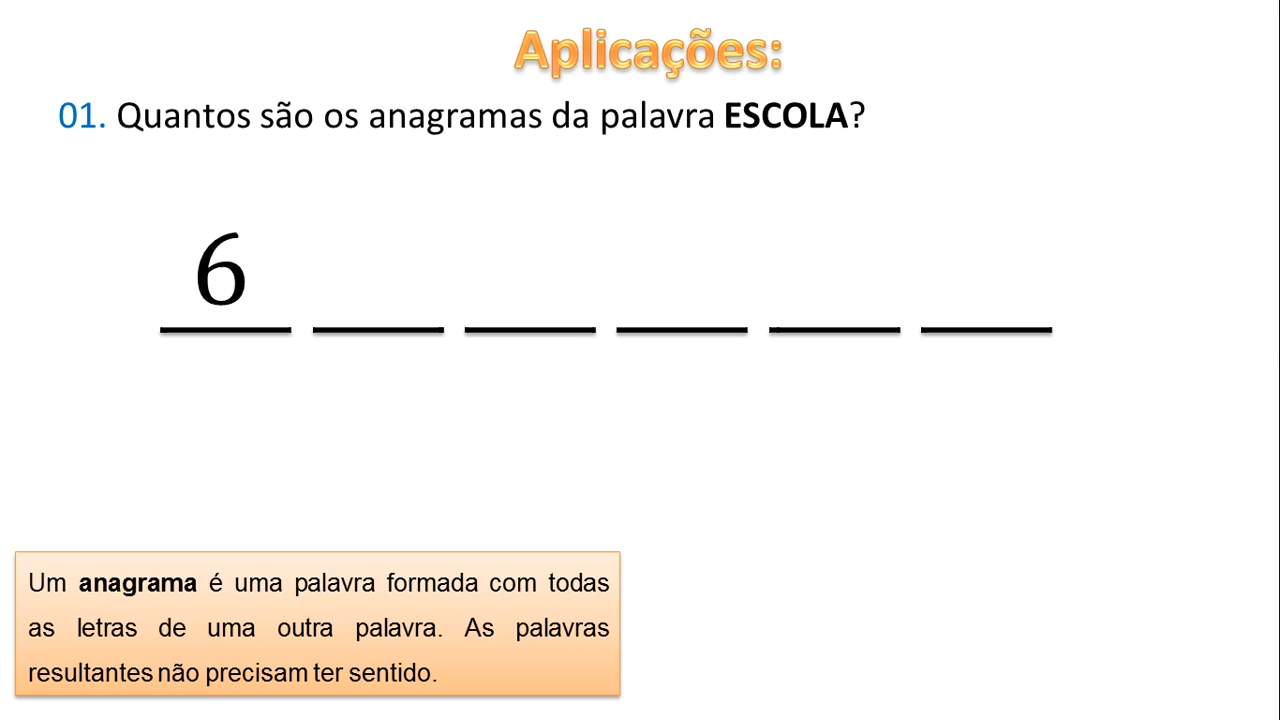 Aplicações:
01. Quantos são os anagramas da palavra ESCOLA?
6
Um anagrama é uma palavra formada com todas
as letras de uma outra palavra. As palavras
resultantes não precisam ter sentido.